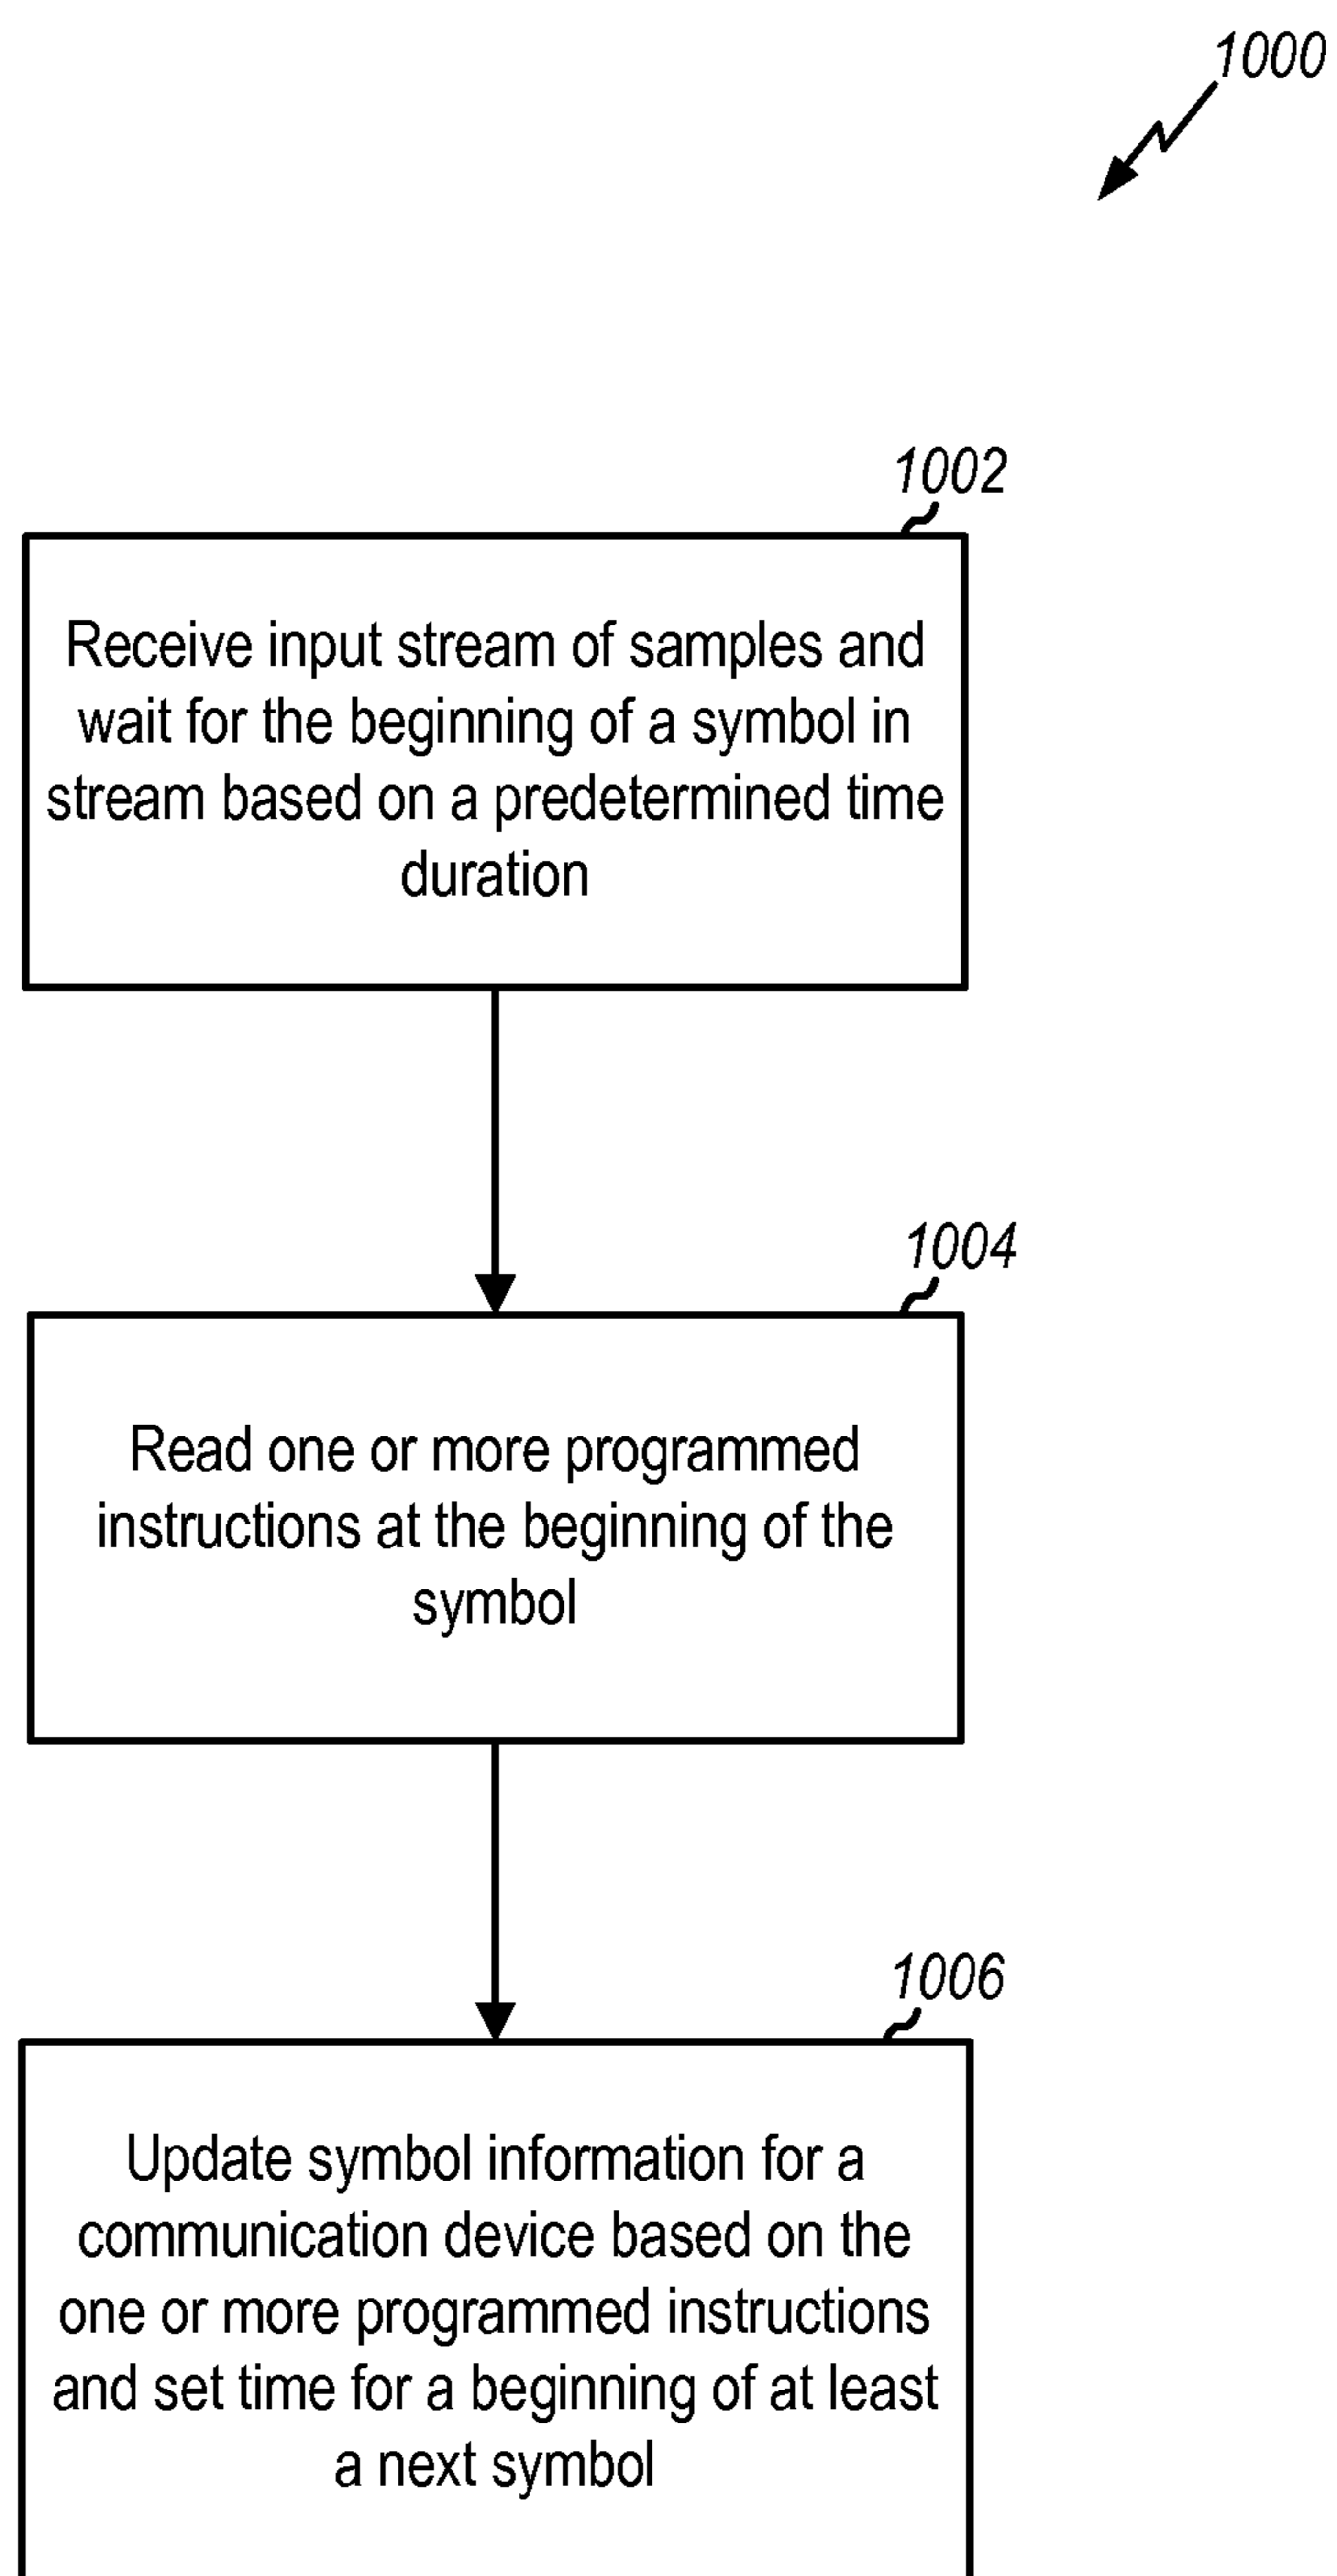 1000
1002
Receive input stream of samples and
wait for the beginning of a symbol in
stream based on a predetermined time
duration
1004
Read one or more programmed
instructions at the beginning of the
symbol
1006
Update symbol information for a
communication device based on the
one or more programmed instructions
and set time for a beginning of at least
a next symbol